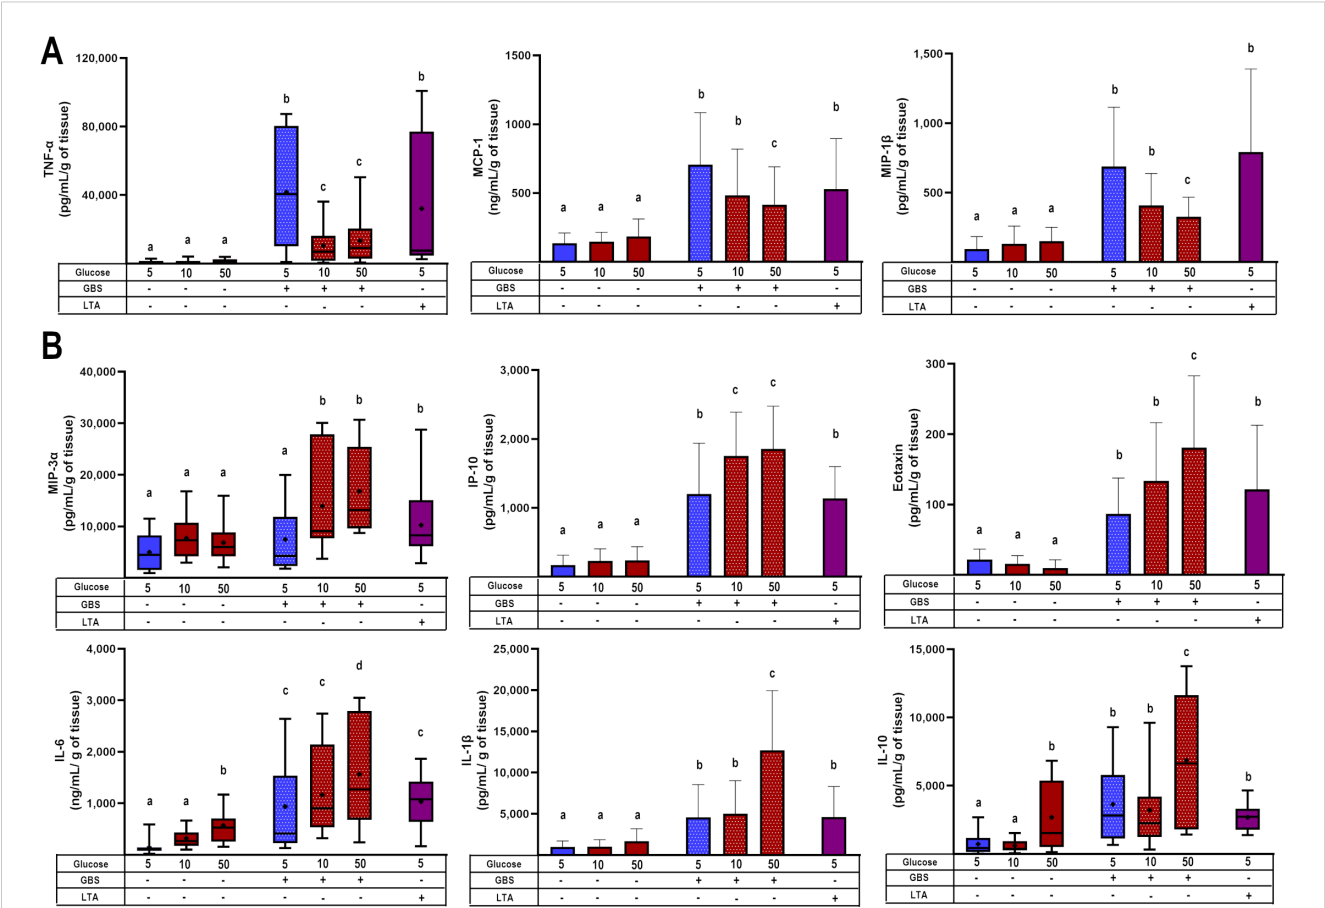 A
TNF-α
(pg/mL/g of tissue)
120,000
80,000
40,000
a a a b c c b
Glucose 5 10 50 5 10 50 5
GBS - - - + + + -
LTA - - - - - - +
MCP-1
(ng/mL/g of tissue)
1500
1000
500
a a a b b c b
Glucose 5 10 50 5 10 50 5
GBS - - - + + + -
LTA - - - - - - +
MIP-1β
(pg/mL/g of tissue)
1,500
1,000
500
a a a b b c b
Glucose 5 10 50 5 10 50 5
GBS - - - + + + -
LTA - - - - - - +
B
MIP-3α
(pg/mL/g of tissue)
40,000
30,000
20,000
10,000
a a a a b b b
Glucose 5 10 50 5 10 50 5
GBS - - - + + + -
LTA - - - - - - +
IP-10
(pg/mL/g of tissue)
3,000
2,000
1,000
a a a b c c b
Glucose 5 10 50 5 10 50 5
GBS - - - + + + -
LTA - - - - - - +
Eotaxin
(pg/mL/g of tissue)
300
200
100
a a a b b c b
Glucose 5 10 50 5 10 50 5
GBS - - - + + + -
LTA - - - - - - +
IL-6
(ng/mL/ g of tissue)
4,000
3,000
2,000
1,000
a a b c c d c
Glucose 5 10 50 5 10 50 5
GBS - - - + + + -
LTA - - - - - - +
IL-1β
(pg/mL/ g of tissue)
25,000
20,000
15,000
10,000
5,000
a a a b b c b
Glucose 5 10 50 5 10 50 5
GBS - - - + + + -
LTA - - - - - - +
IL-10
(pg/mL/ g of tissue)
15,000
10,000
5,000
a a b b b c b
Glucose 5 10 50 5 10 50 5
GBS - - - + + + -
LTA - - - - - - +